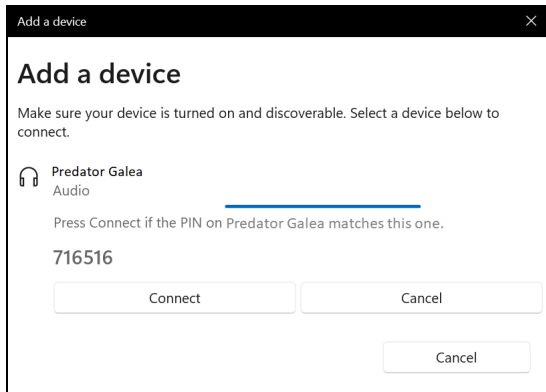 Add a device
Add a device
Make sure your device is turned on and discoverable. Select a device below to
connect.
Predator Galea
Audio
Press Connect if the PIN on Predator Galea matches this one.
716516
Connect Cancel
Cancel